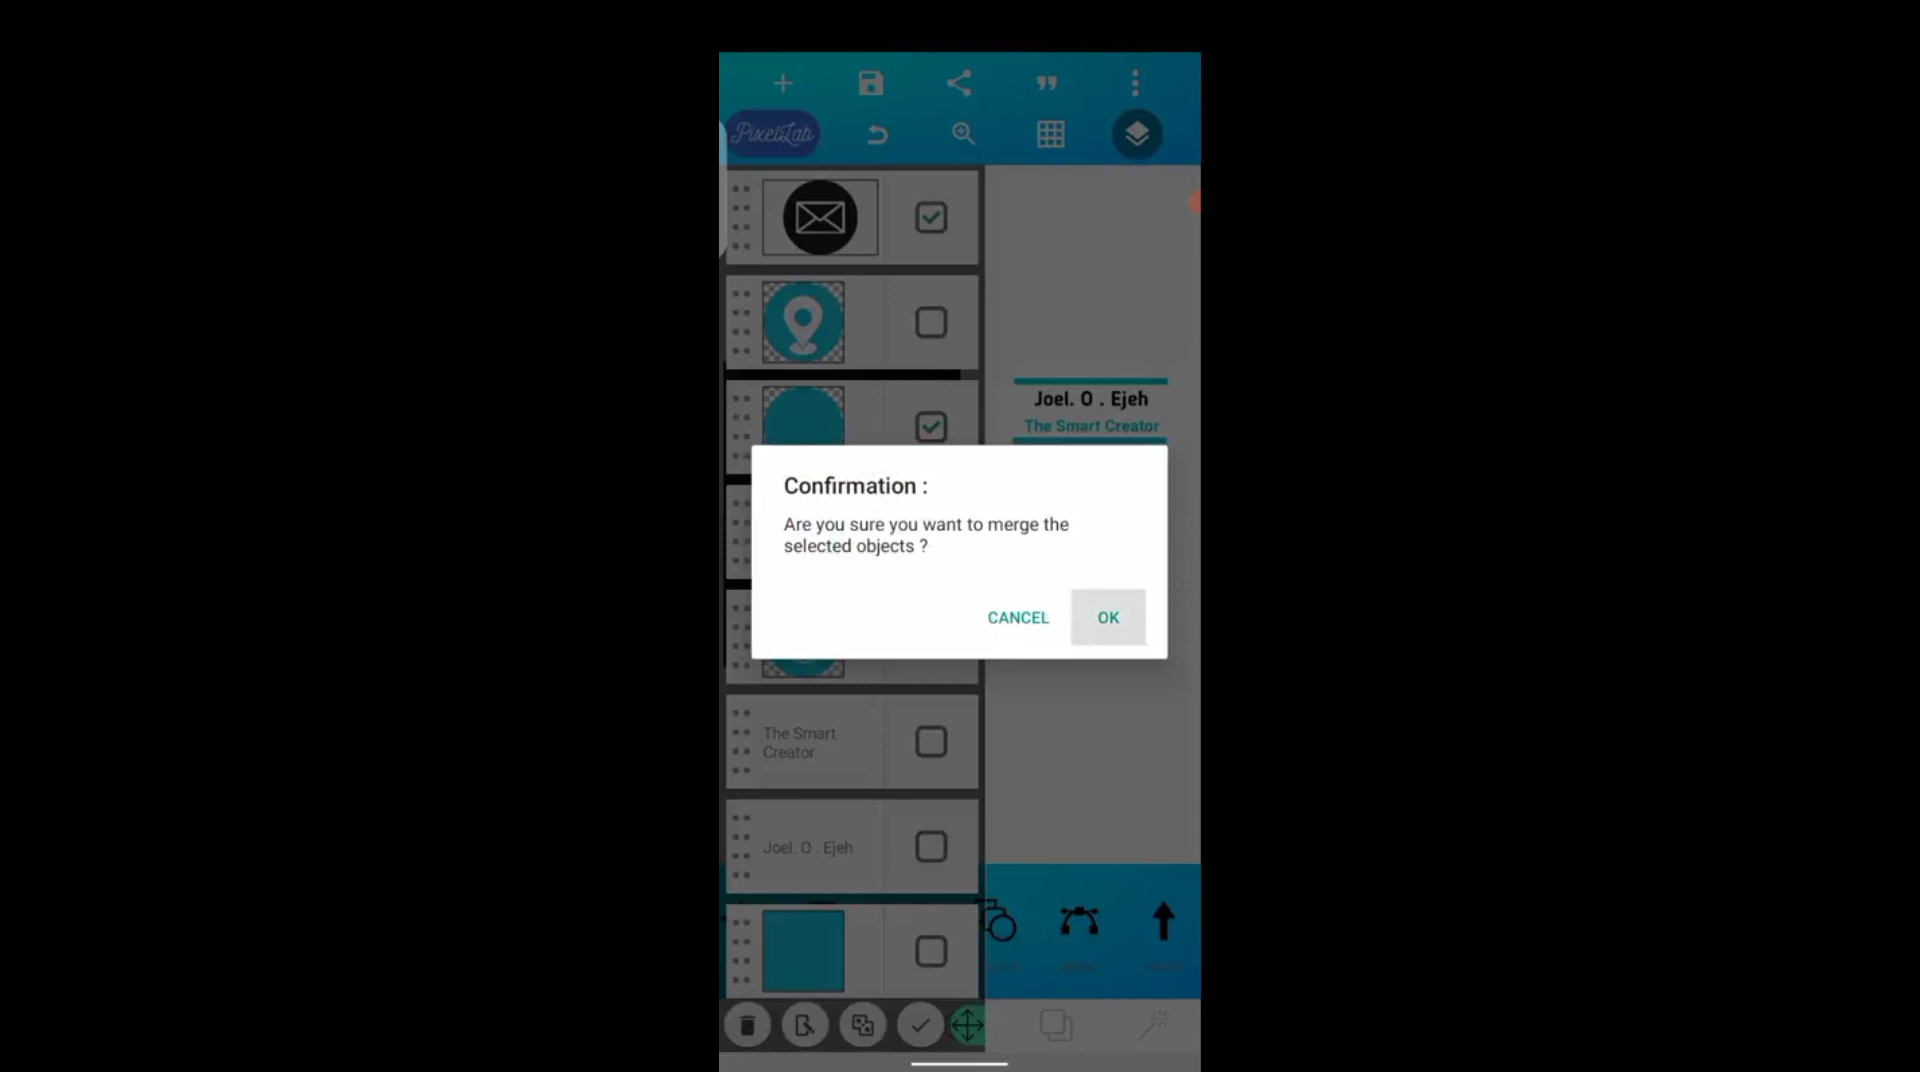 PixelLab
Joel. O . Ejeh
The Smart Creator
Confirmation :
Are you sure you want to merge the
selected objects ?
CANCEL
OK
The Smart
Creator
Joel. O . Ejeh